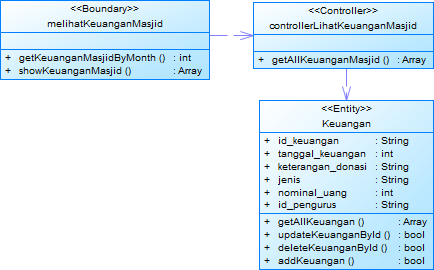 <<Boundary>>
melihatKeuanganMasjid
+ getKeuanganMasjidByMonth () : int
+ showKeuanganMasjid () : Array
<<Controller>>
controllerLihatKeuanganMasjid
+ getAllKeuanganMasjid () : Array
<<Entity>>
Keuangan
+ id_keuangan : String
+ tanggal_keuangan : int
+ keterangan_donasi : String
+ jenis : String
+ nominal_uang : int
+ id_pengurus : String
+ getAllKeuangan () : Array
+ updateKeuanganById () : bool
+ deleteKeuanganById () : bool
+ addKeuangan () : bool